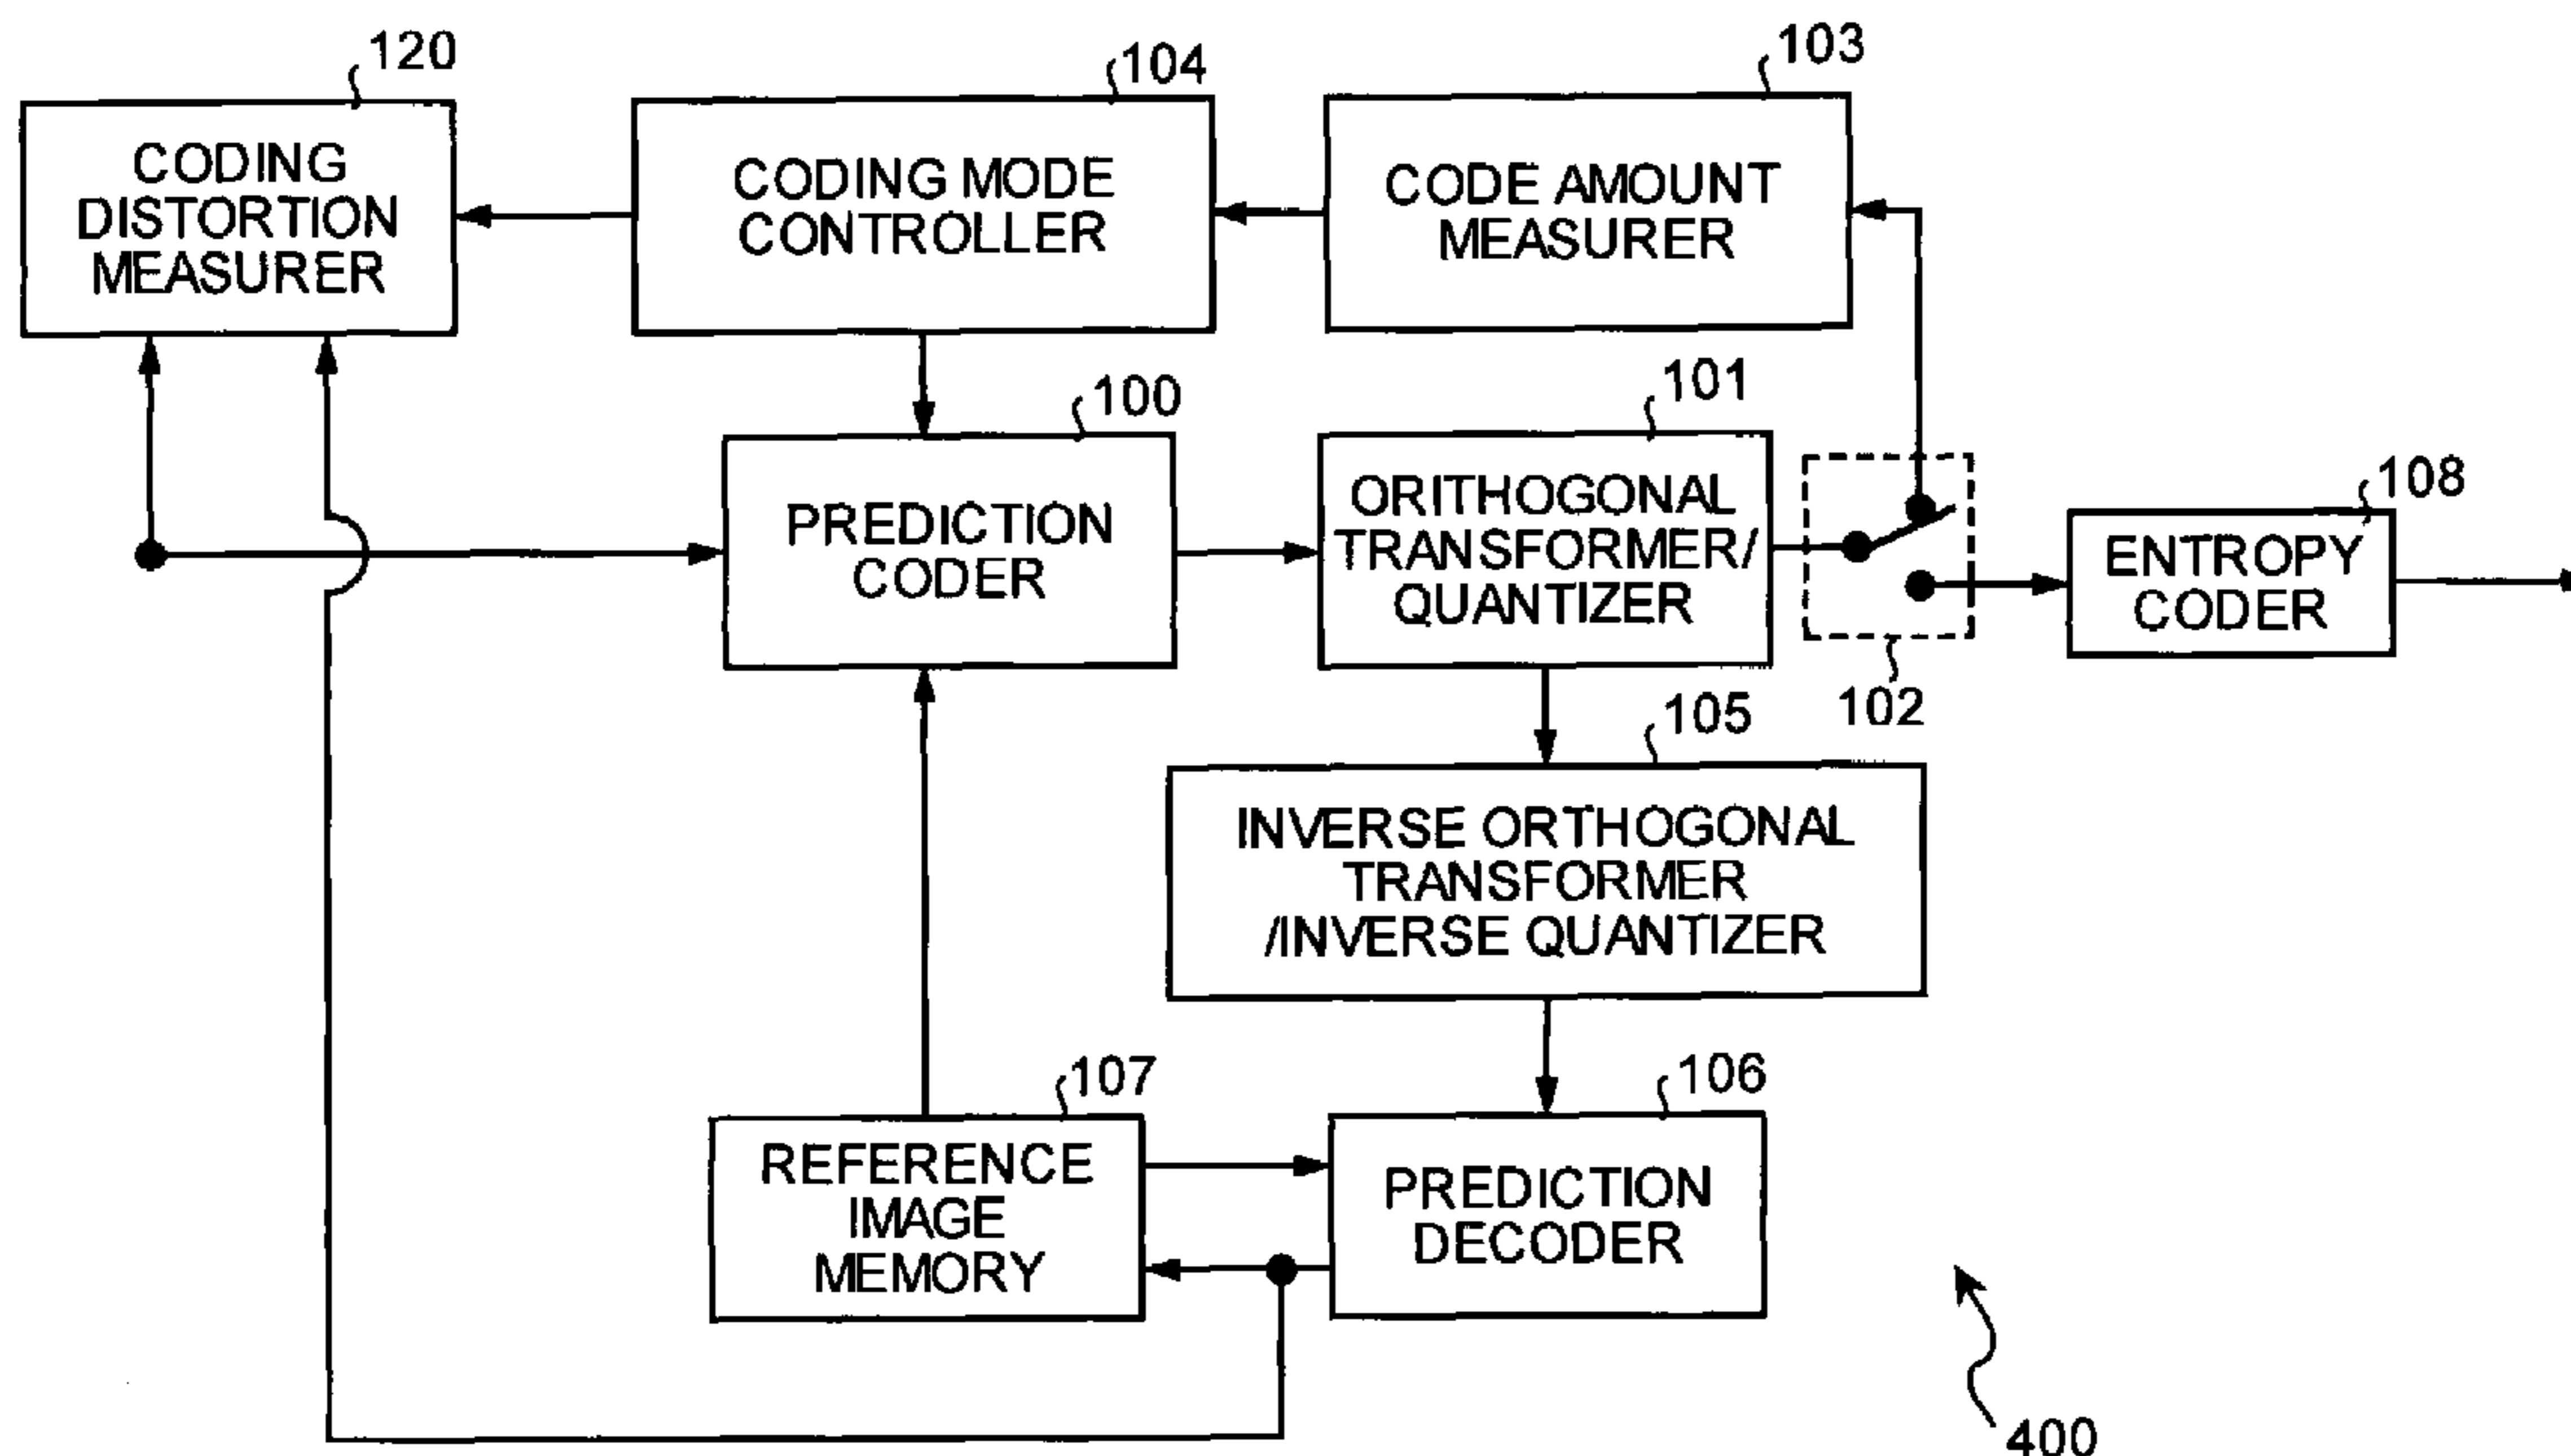 120
104
103
CODING
DISTORTION
MEASURER
CODING MODE
CONTROLLER
CODE AMOUNT
MEASURER
100
101
108
PREDICTION
CODER
ORITHOGONAL
TRANSFORMER/
QUANTIZER
ENTROPY
CODER
102
105
INVERSE ORTHOGONAL
TRANSFORMER
/INVERSE QUANTIZER
107
106
REFERENCE
IMAGE
MEMORY
PREDICTION
DECODER
400